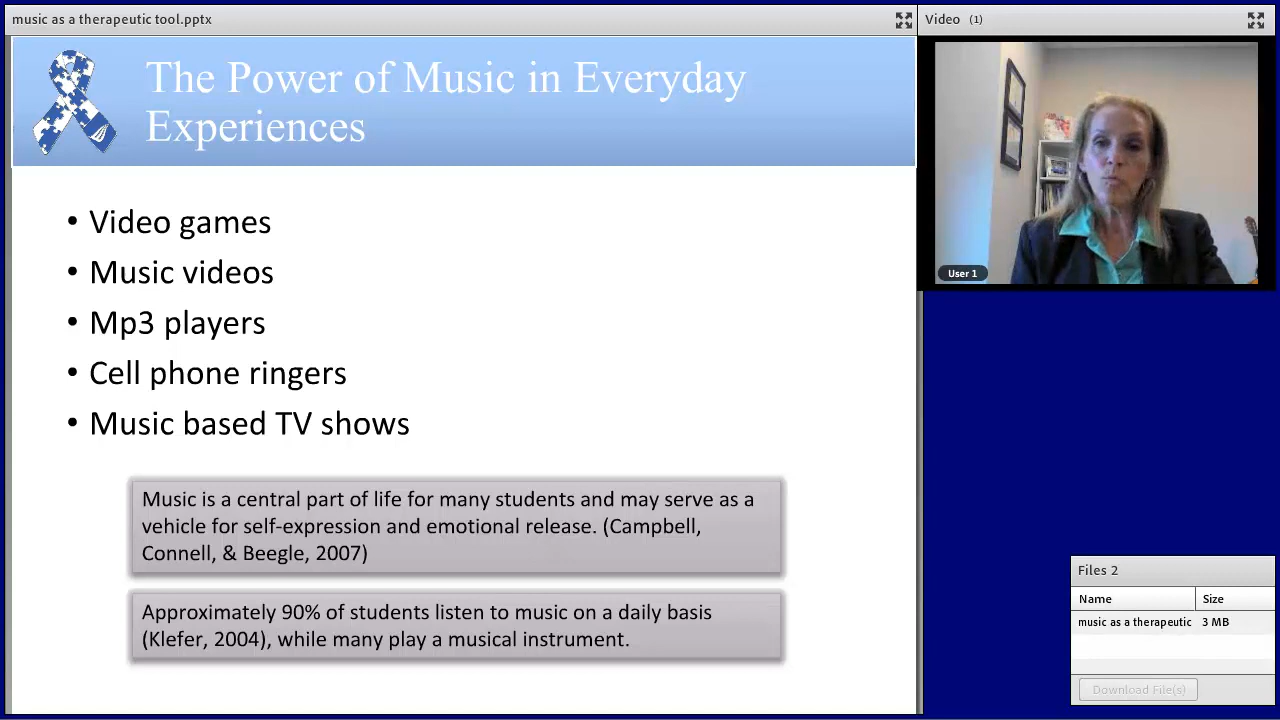 music as a therapeutic tool.pptx
The Power of Music in Everyday
Experiences
• Video games
• Music videos
• Mp3 players
• Cell phone ringers
• Music based TV shows
Music is a central part of life for many students and may serve as a
vehicle for self-expression and emotional release. (Campbell,
Connell, & Beegle, 2007)
Approximately 90% of students listen to music on a daily basis
(Klefer, 2004), while many play a musical instrument.
Video (1)
User 1
Files 2
Name Size
music as a therapeutic 3 MB
Download File(s)